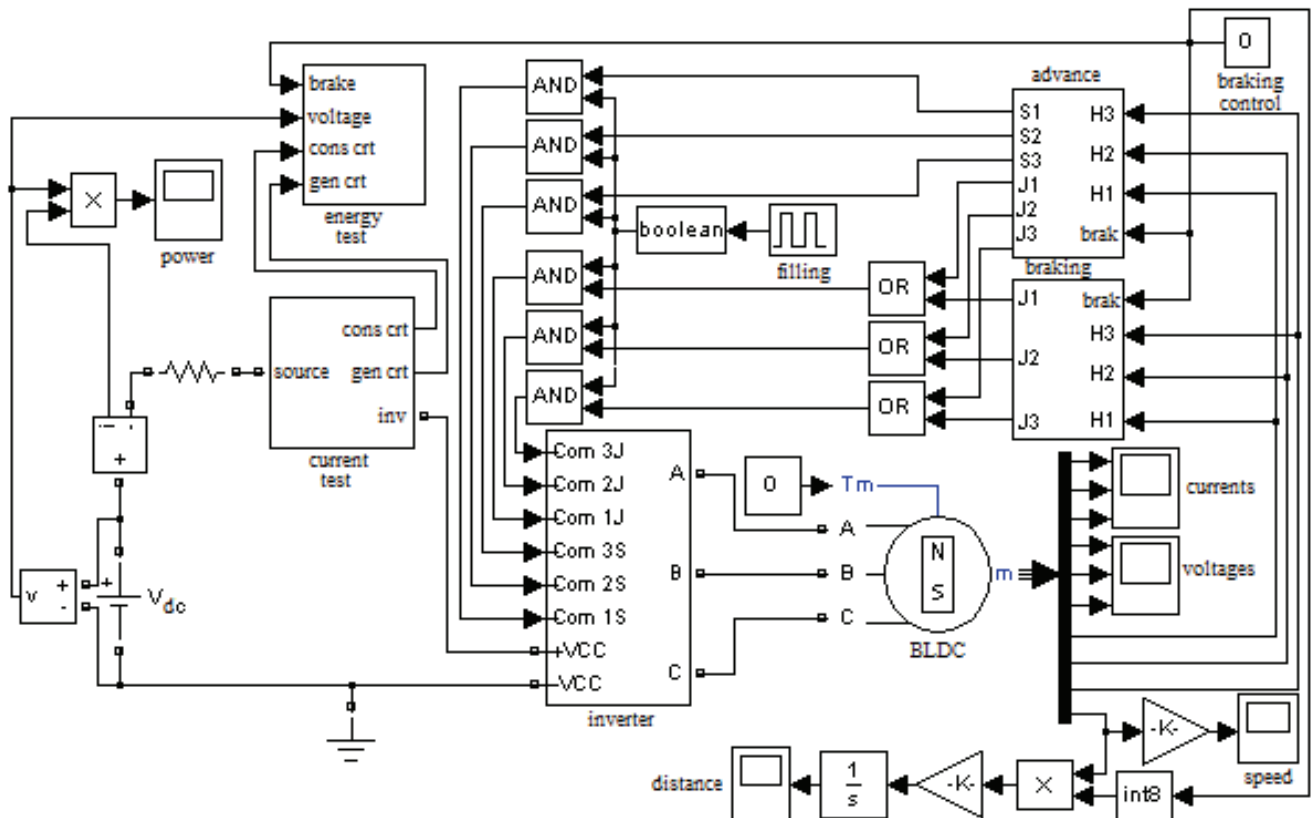 brake
voltage
cons crt
gen crt
energy
test
×
power
AND
AND
AND
AND
AND
AND
boolean
filling
0
braking
control
advance
S1
S2
S3
J1
J2
J3
H3
H2
H1
brak
braking
J1
J2
J3
brak
H3
H2
H1
OR
OR
OR
cons crt
source
gen crt
inv
current
test
- i
+
v
+
-
+
Vdc
Com 3J
Com 2J
Com 1J
Com 3S
Com 2S
Com 1S
+VCC
-VCC
A
B
C
inverter
0
Tm
A
B
C
N
S
m
BLDC
currents
voltages
-K-
speed
distance
1
s
-K-
×
int8